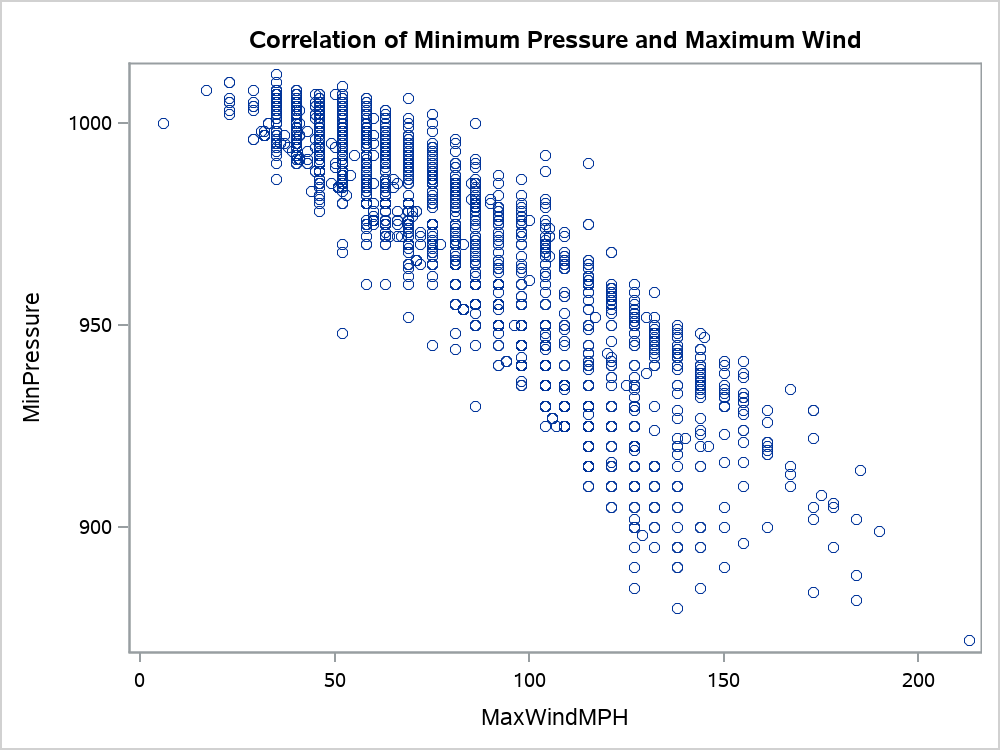 Correlation of Minimum Pressure and Maximum Wind
1000
950
900
MinPressure
0 50 100 150 200
MaxWindMPH